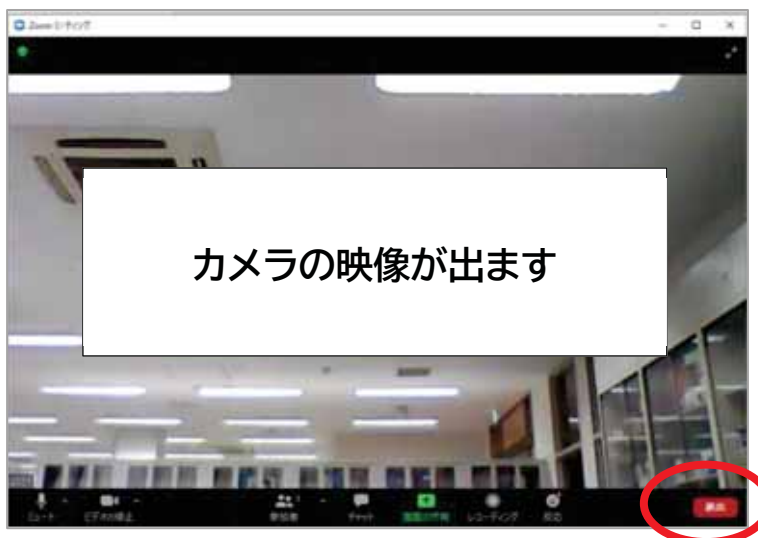 Zoom ミーティング
カメラの映像が出ます
ミュート
ビデオの停止
参加者
1
チャット
画面の共有
レコーディング
反応
退出